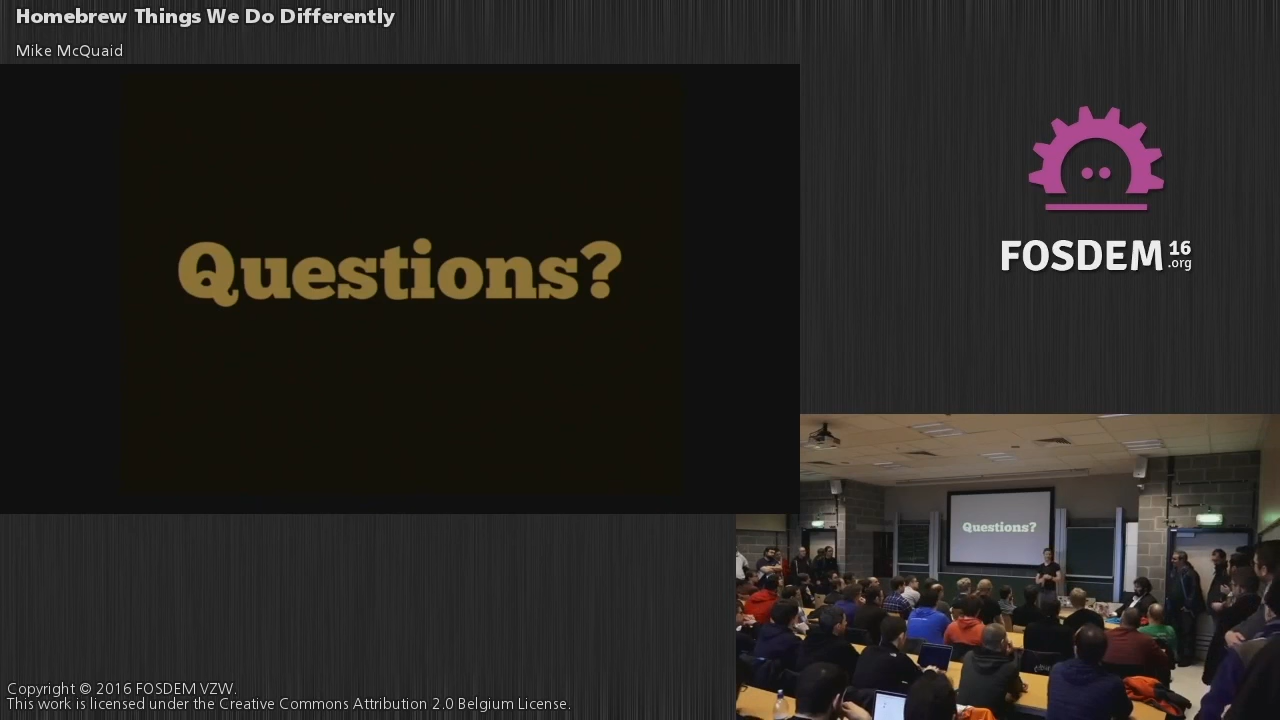 Homebrew Things We Do Differently
Mike McQuaid
Questions?
FOSDEM 16
.org
Questions?
Copyright © 2016 FOSDEM VZW.
This work is licensed under the Creative Commons Attribution 2.0 Belgium License.